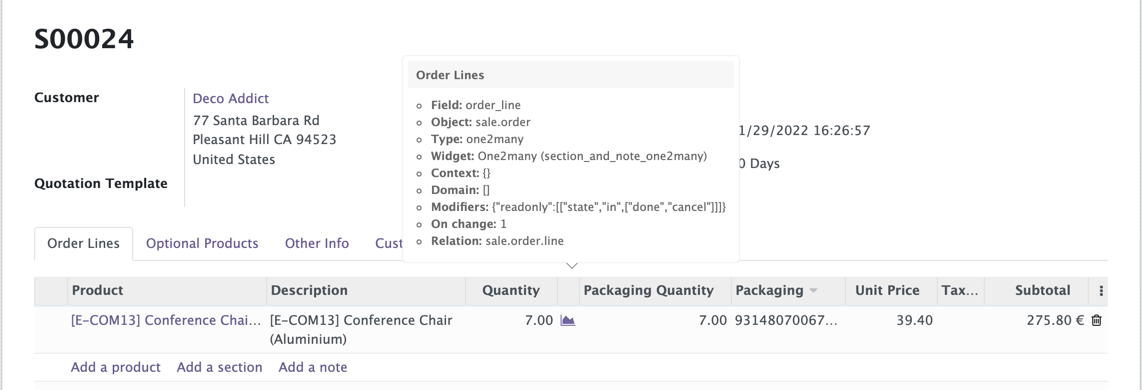 S00024
Customer
Deco Addict
77 Santa Barbara Rd
Pleasant Hill CA 94523
United States
Quotation Template
Order Lines
Field: order_line
Object: sale.order
Type: one2many
Widget: One2many (section_and_note_one2many)
Context: {}
Domain: []
Modifiers: {"readonly":[["state","in",["done","cancel"]]]}
On change: 1
Relation: sale.order.line
1/29/2022 16:26:57
0 Days
Order Lines Optional Products Other Info Cust
Product Description Quantity Packaging Quantity Packaging Unit Price Tax... Subtotal
[E-COM13] Conference Chai... [E-COM13] Conference Chair 7.00 7.00 93148070067... 39.40 275.80 €
(Aluminium)
Add a product Add a section Add a note